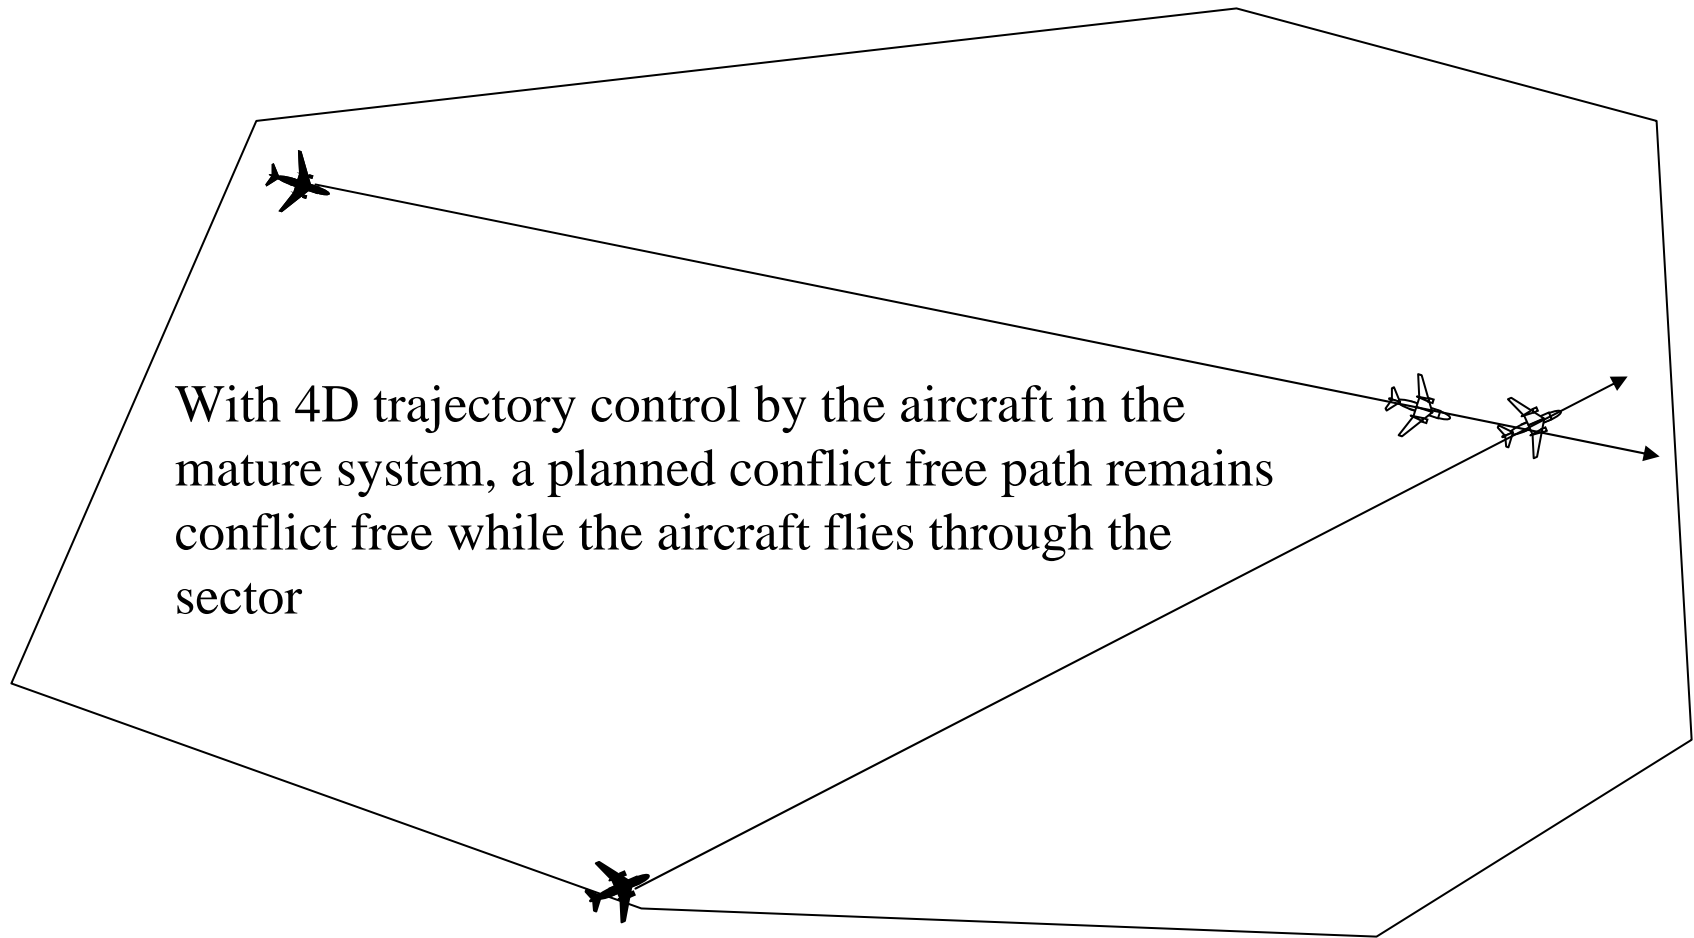 With 4D trajectory control by the aircraft in the
mature system, a planned conflict free path remains
conflict free while the aircraft flies through the
sector